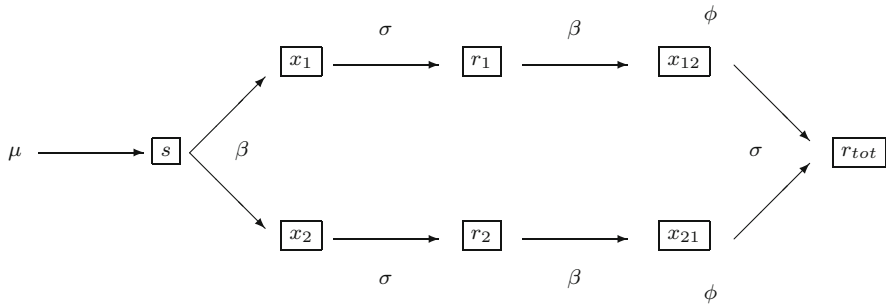 ϕ
σ β
x₁ r₁ x₁₂
μ s β σ r_tot
x₂ r₂ x₂₁
σ β
ϕ